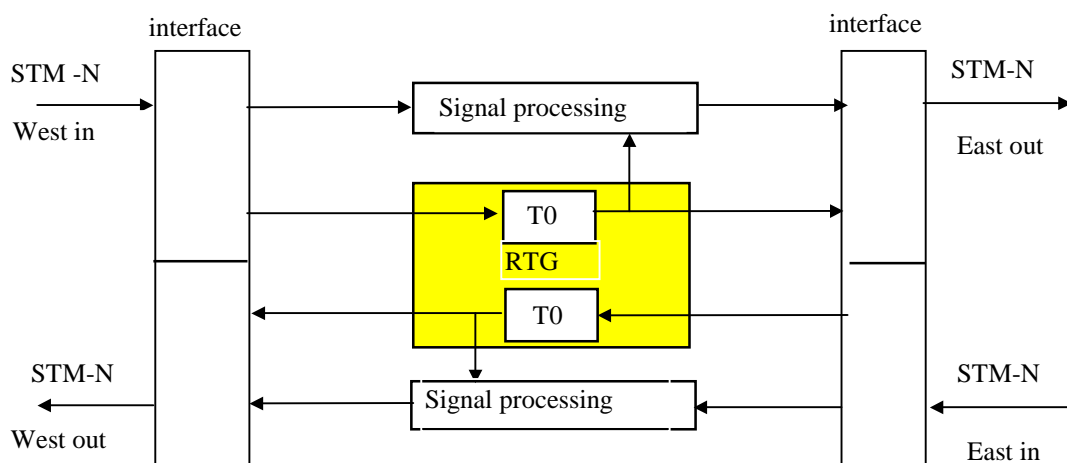 interface
interface
STM -N
STM-N
Signal processing
West in
East out
T0
RTG
T0
STM-N
STM-N
Signal processing
West out
East in